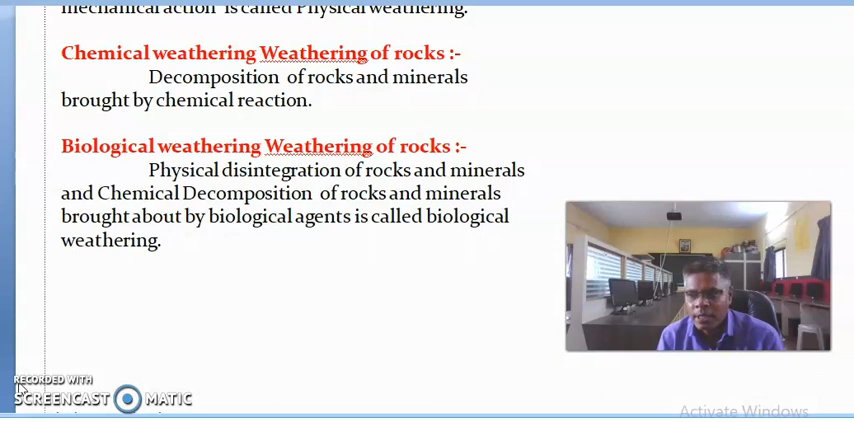 mechanical action is called Physical weathering.
Chemical weathering Weathering of rocks :-
Decomposition of rocks and minerals
brought by chemical reaction.
Biological weathering Weathering of rocks :-
Physical disintegration of rocks and minerals
and Chemical Decomposition of rocks and minerals
brought about by biological agents is called biological
weathering.
RECORDED WITH
SCREENCAST MATIC
Activate Windows